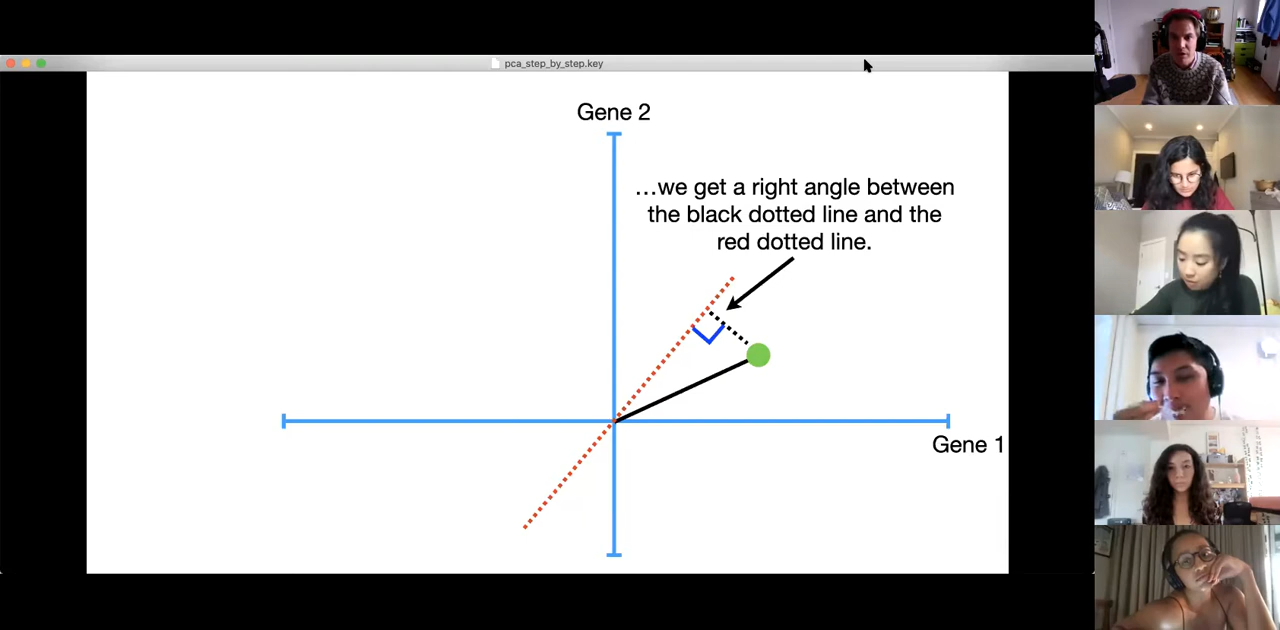 pca_step_by_step.key
Gene 2
…we get a right angle between
the black dotted line and the
red dotted line.
Gene 1